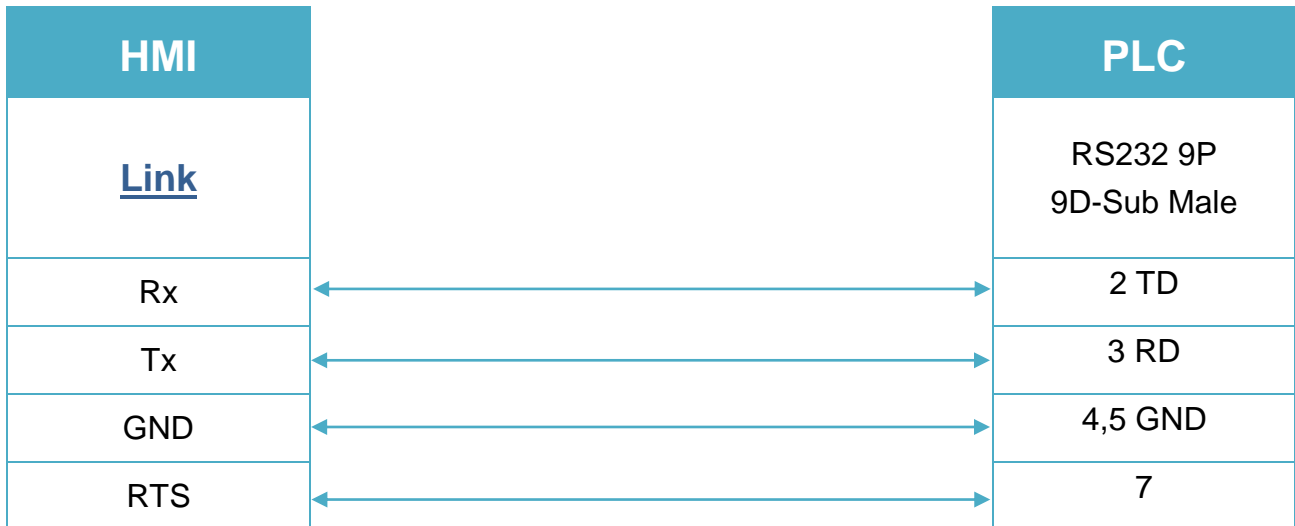 HMI
PLC
Link
RS232 9P
9D-Sub Male
Rx
2 TD
Tx
3 RD
GND
4,5 GND
RTS
7